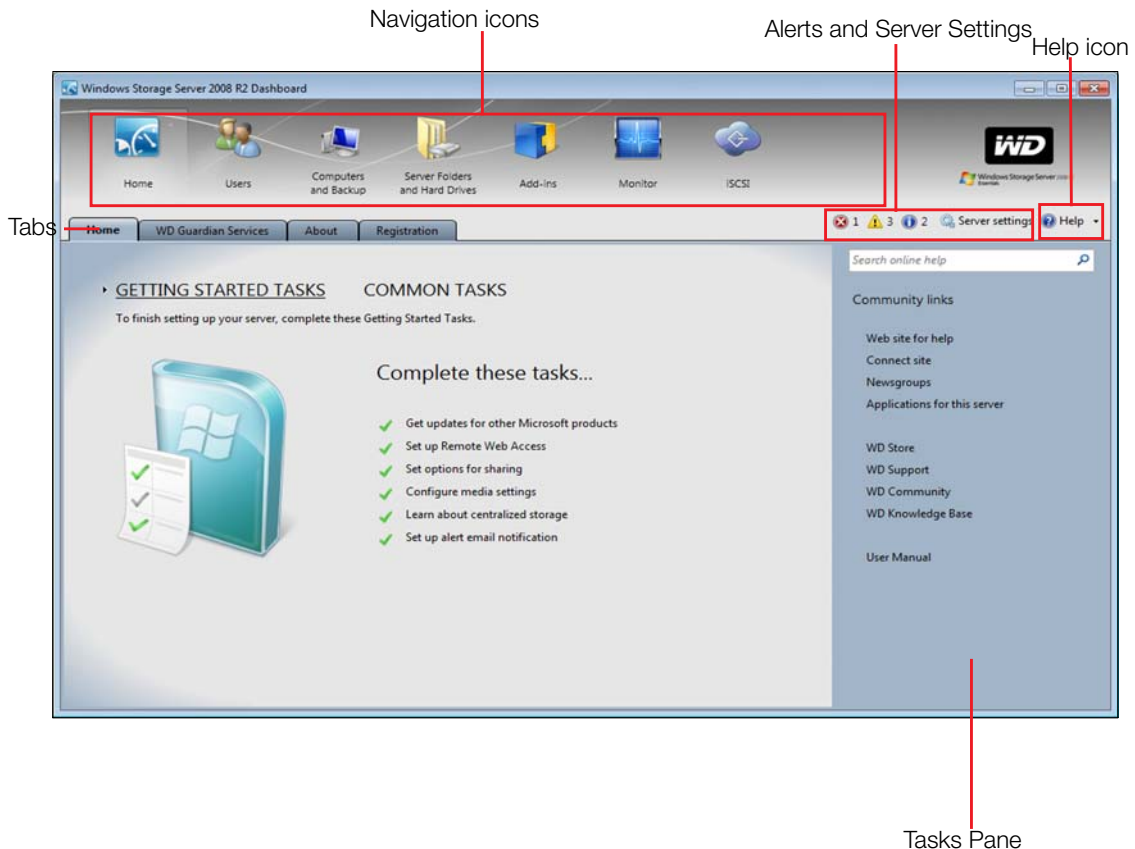 Navigation icons
Alerts and Server Settings
Help icon
Windows Storage Server 2008 R2 Dashboard
WD
Home
Users
Computers and Backup
Server Folders and Hard Drives
Add-Ins
Monitor
iSCSI
Windows Storage Server 2008
Essentials
Tabs
Home
WD Guardian Services
About
Registration
1
3
2
Server settings
Help
Search online help
GETTING STARTED TASKS
COMMON TASKS
To finish setting up your server, complete these Getting Started Tasks.
Complete these tasks...
Get updates for other Microsoft products
Set up Remote Web Access
Set options for sharing
Configure media settings
Learn about centralized storage
Set up alert email notification
Community links
Web site for help
Connect site
Newsgroups
Applications for this server
WD Store
WD Support
WD Community
WD Knowledge Base
User Manual
Tasks Pane